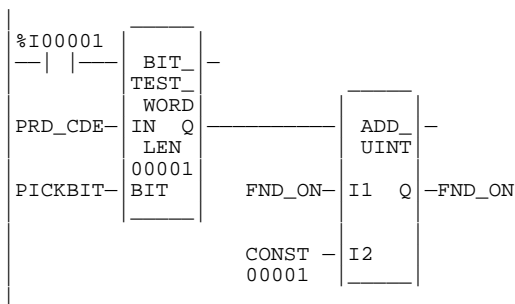 %I00001
BIT_
TEST_
WORD
PRD_CDE IN Q ADD_
LEN UINT
00001
PICKBIT BIT FND_ON I1 Q FND_ON
CONST I2
00001